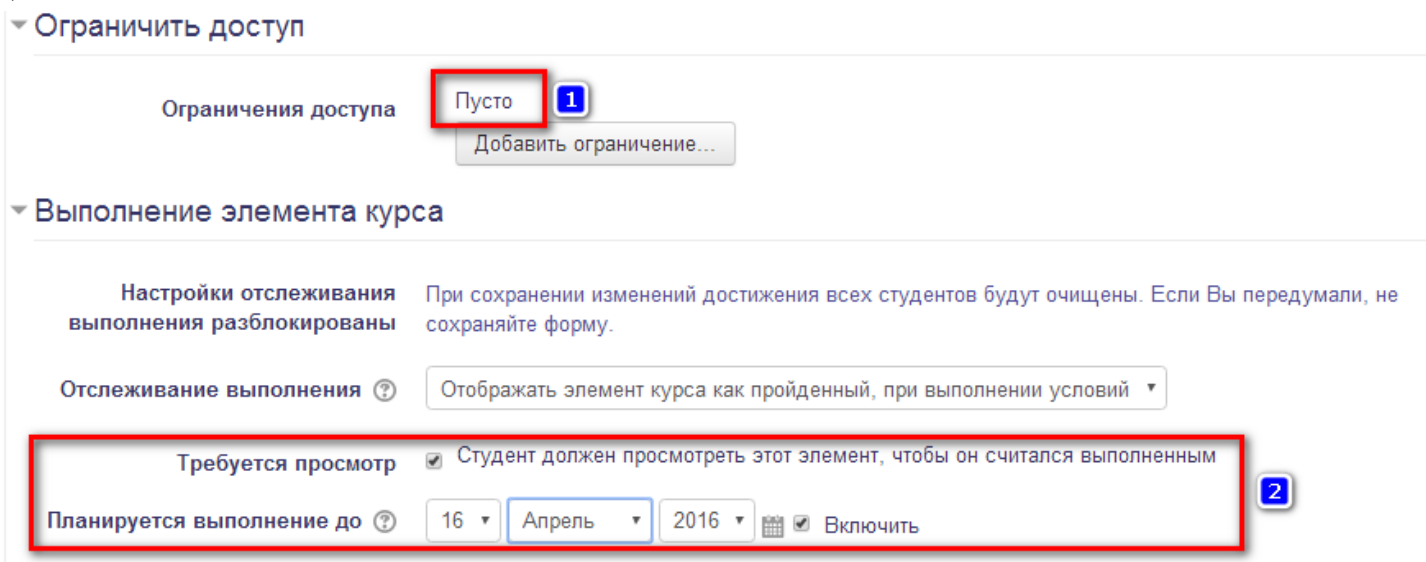 Ограничить доступ
Ограничения доступа
Пусто
1
Добавить ограничение...
Выполнение элемента курса
Настройки отслеживания
выполнения разблокированы
При сохранении изменений достижения всех студентов будут очищены. Если Вы передумали, не
сохраняйте форму.
Отслеживание выполнения ? Отображать элемент курса как пройденный, при выполнении условий
Требуется просмотр Студент должен просмотреть этот элемент, чтобы он считался выполненным
2
Планируется выполнение до ? 16 Апрель 2016 Включить